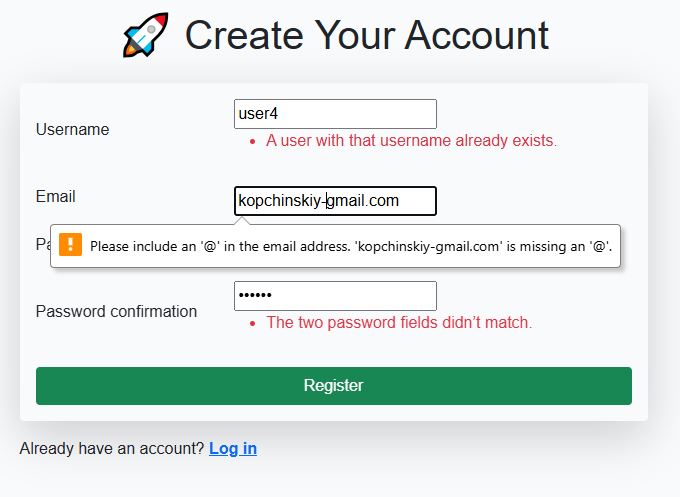 Create Your Account
Username
user4
A user with that username already exists.
Email
kopchinskiy-gmail.com
Please include an '@' in the email address. 'kopchinskiy-gmail.com' is missing an '@'.
Password confirmation
••••••
The two password fields didn’t match.
Register
Already have an account? Log in